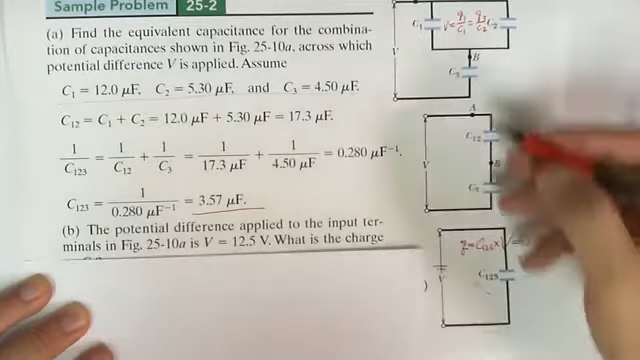 Sample Problem 25-2
(a) Find the equivalent capacitance for the combina-
tion of capacitances shown in Fig. 25-10a, across which
potential difference V is applied. Assume
C₁ = 12.0 μF, C₂ = 5.30 μF, and C₃ = 4.50 μF.
C₁₂ = C₁ + C₂ = 12.0 μF + 5.30 μF = 17.3 μF.
1/C₁₂₃ = 1/C₁₂ + 1/C₃ = 1/17.3 μF + 1/4.50 μF = 0.280 μF⁻¹.
C₁₂₃ = 1/0.280 μF⁻¹ = 3.57 μF.
(b) The potential difference applied to the input ter-
minals in Fig. 25-10a is V = 12.5 V. What is the charge
C₁
C₂
V
B
C₃
A
C₁₂
V
B
C₃
V
C₁₂₃
)